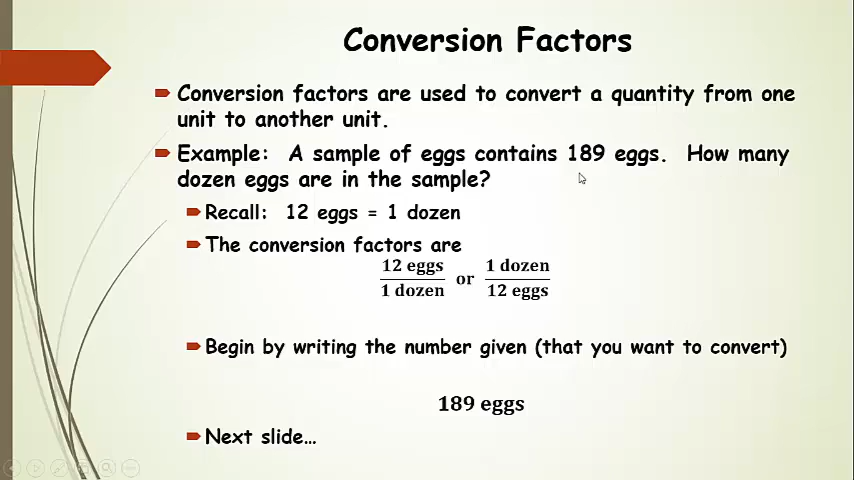 Conversion Factors
Conversion factors are used to convert a quantity from one
unit to another unit.
Example: A sample of eggs contains 189 eggs. How many
dozen eggs are in the sample?
Recall: 12 eggs = 1 dozen
The conversion factors are
12 eggs / 1 dozen or 1 dozen / 12 eggs
Begin by writing the number given (that you want to convert)
189 eggs
Next slide…